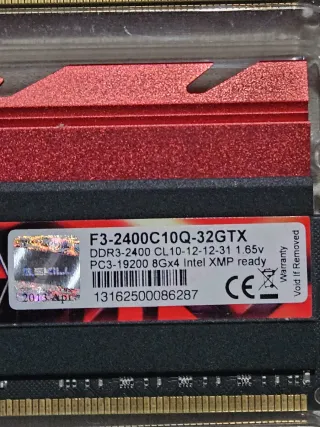 F3-2400C10Q-32GTX
DDR3-2400 CL10-12-12-31 1.65v
PC3-19200 8Gx4 Intel XMP ready
G.SKILL
2013 Apr
13162500086287
CE
Warranty
Void If Removed